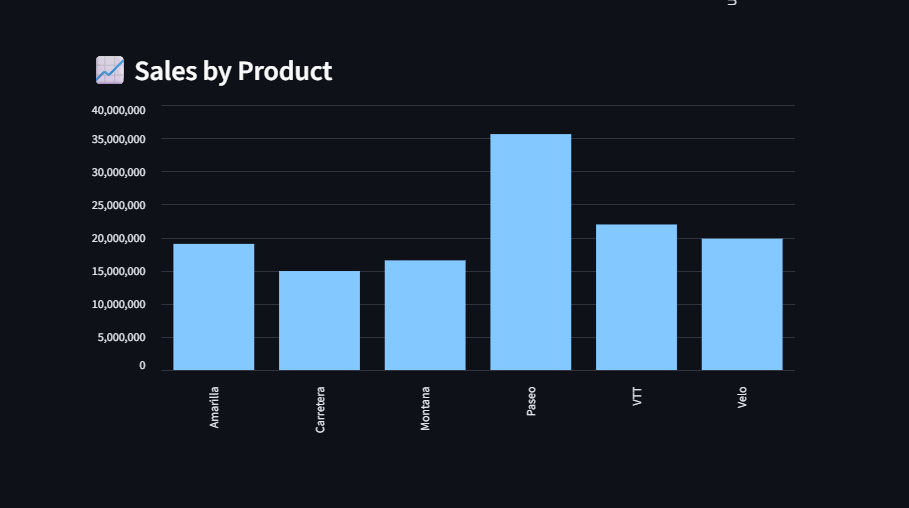 Sales by Product
40,000,000
35,000,000
30,000,000
25,000,000
20,000,000
15,000,000
10,000,000
5,000,000
0
Amarilla
Carretera
Montana
Paseo
VTT
Velo